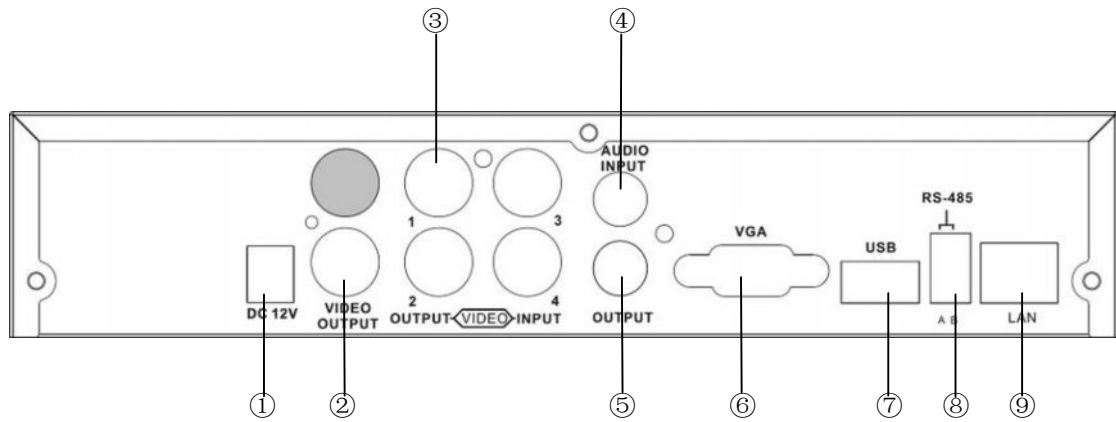 ③
④
AUDIO
INPUT
RS-485
1
3
VGA
USB
2
4
DC 12V
VIDEO
OUTPUT
OUTPUT VIDEO INPUT
OUTPUT
A B
LAN
①
②
⑤
⑥
⑦
⑧
⑨